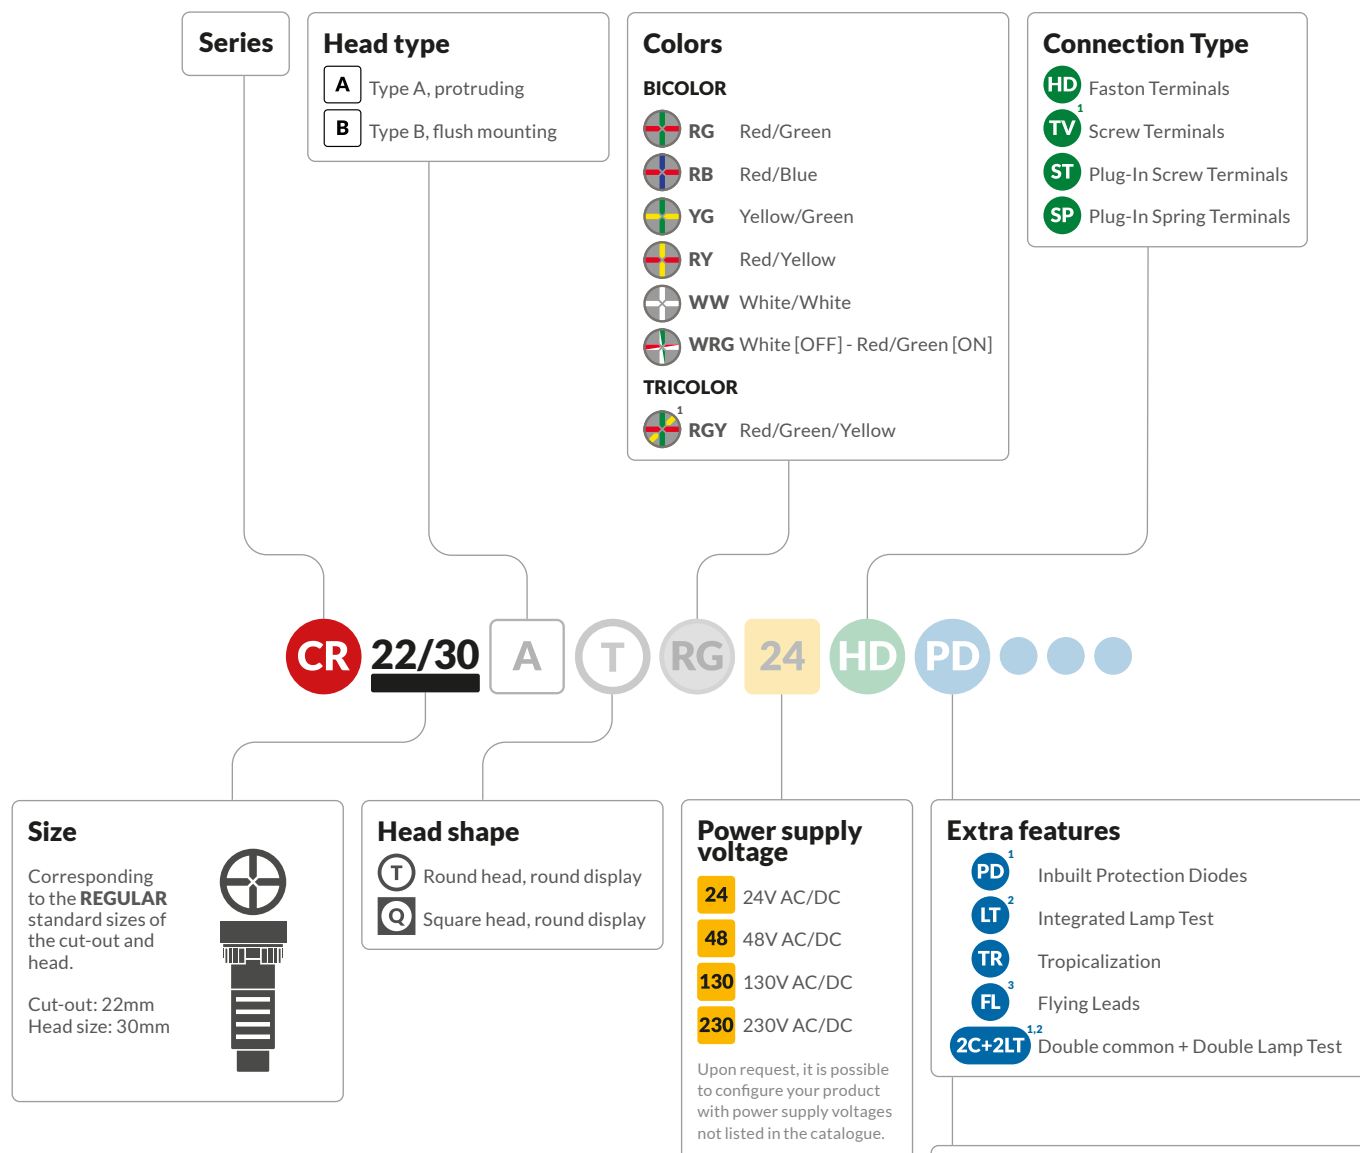 Series
Head type
A Type A, protruding
B Type B, flush mounting
Colors
BICOLOR
RG Red/Green
RB Red/Blue
YG Yellow/Green
RY Red/Yellow
WW White/White
WRG White [OFF] - Red/Green [ON]
TRICOLOR
1
RGY Red/Green/Yellow
Connection Type
HD Faston Terminals
TV 1 Screw Terminals
ST Plug-In Screw Terminals
SP Plug-In Spring Terminals
CR 22/30 A T RG 24 HD PD
Size
Corresponding
to the REGULAR
standard sizes of
the cut-out and
head.
Cut-out: 22mm
Head size: 30mm
Head shape
T Round head, round display
Q Square head, round display
Power supply
voltage
24 24V AC/DC
48 48V AC/DC
130 130V AC/DC
230 230V AC/DC
Upon request, it is possible
to configure your product
with power supply voltages
not listed in the catalogue.
Extra features
PD 1 Inbuilt Protection Diodes
LT 2 Integrated Lamp Test
TR Tropicalization
FL 3 Flying Leads
2C+2LT 1,2 Double common + Double Lamp Test